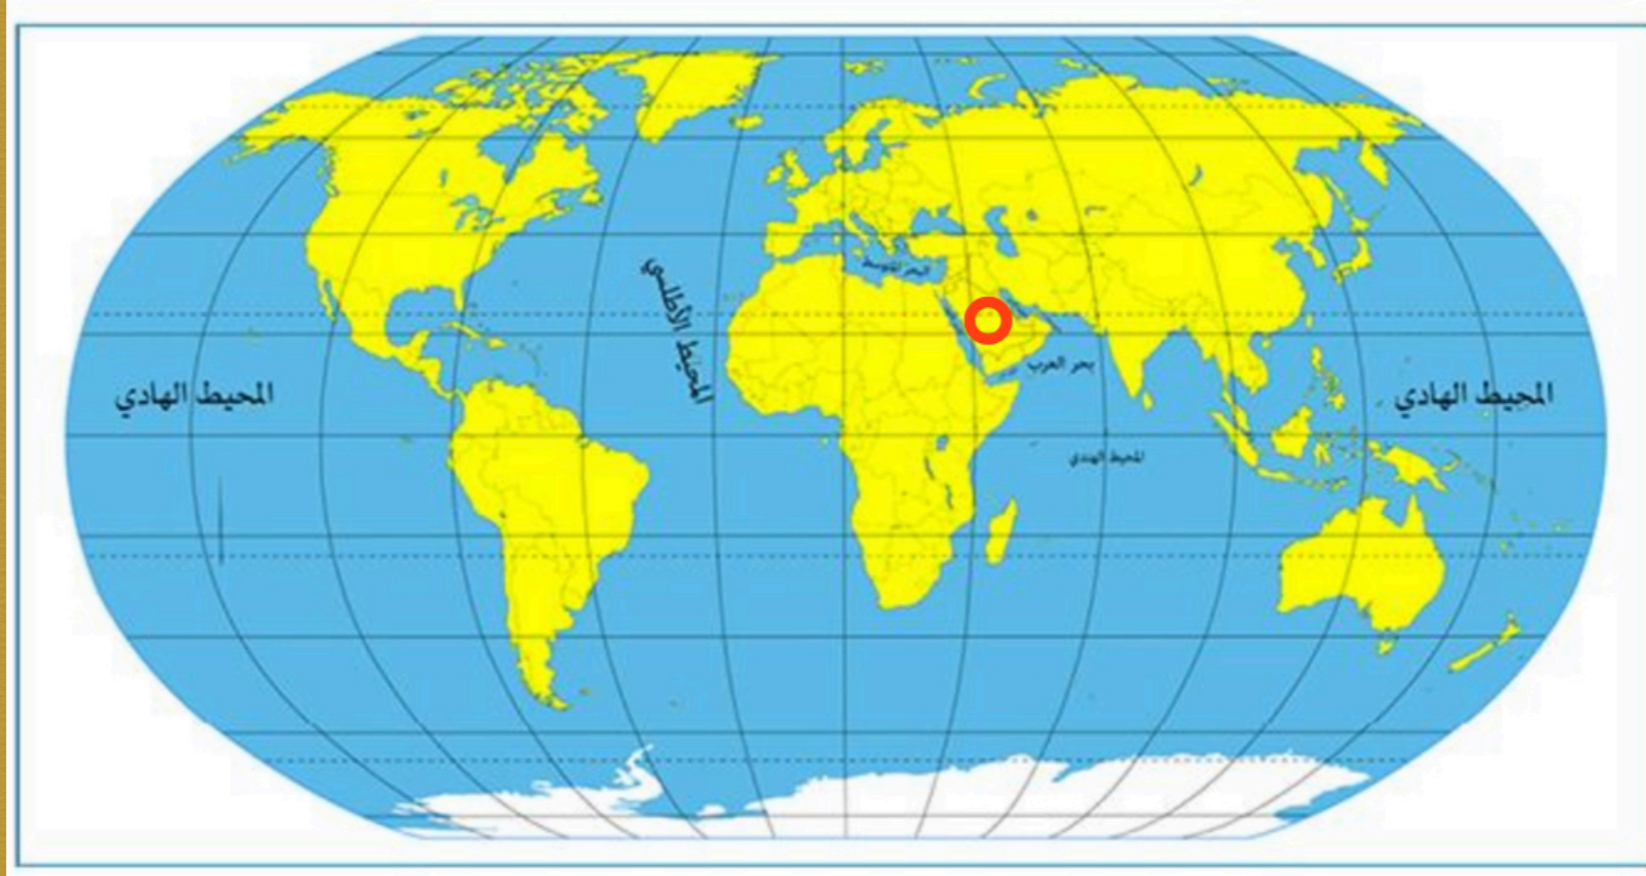 البحر المتوسط
المحيط الأطلسي
بحر العرب
المحيط الهادي
المحيط الهادي
المحيط الهندي